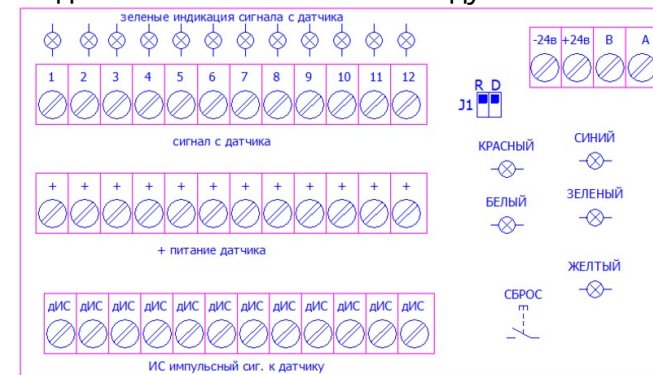 зеленые индикация сигнала с датчика
-24в +24в B A
1 2 3 4 5 6 7 8 9 10 11 12
R D
J1
сигнал с датчика
КРАСНЫЙ СИНИЙ
+ + + + + + + + + + + +
БЕЛЫЙ ЗЕЛЕНЫЙ
+ питание датчика
ЖЕЛТЫЙ
СБРОС
дИС дИС дИС дИС дИС дИС дИС дИС дИС дИС дИС дИС
ИС импульсный сиг. к датчику